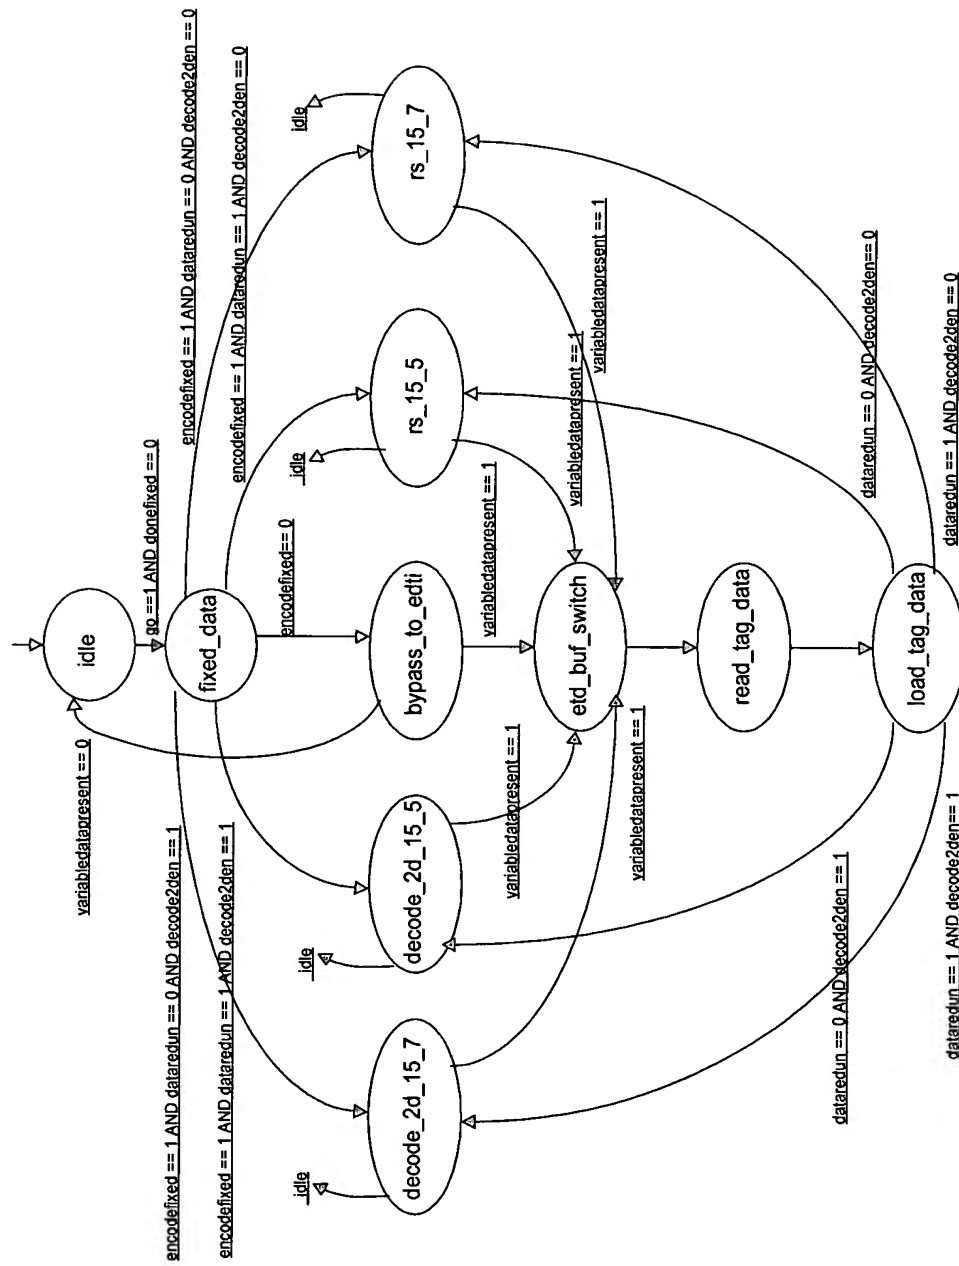 idle
go ==1 AND donefixed == 0
variabledatapresent == 0
fixed_data
encodefixed == 1 AND dataredun == 0 AND decode2den == 1
encodefixed == 1 AND dataredun == 0 AND decode2den == 0
encodefixed == 1 AND dataredun == 1 AND decode2den == 1
encodefixed == 1 AND dataredun == 1 AND decode2den == 0
encodefixed== 0
idle
idle
idle
idle
decode_2d_15_7
decode_2d_15_5
bypass_to_edti
rs_15_5
rs_15_7
variabledatapresent == 1
variabledatapresent == 1
variabledatapresent == 1
variabledatapresent == 1
variabledatapresent == 1
etd_buf_switch
read_tag_data
dataredun == 0 AND decode2den == 1
dataredun == 0 AND decode2den== 0
load_tag_data
dataredun == 1 AND decode2den== 1
dataredun == 1 AND decode2den == 0